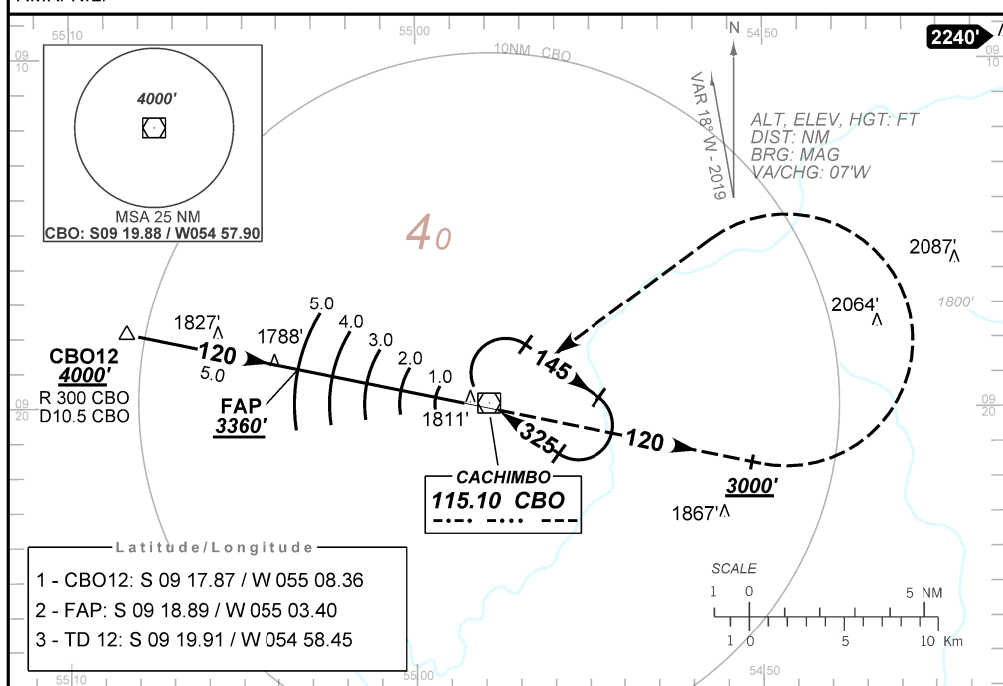 55 10
55 00
54 50
N
2240'
09
10
09
10
10NM CBO
4000'
MSA 25 NM
CBO: S09 19.88 / W054 57.90
VAR 18° W - 2019
ALT, ELEV, HGT: FT
DIST: NM
BRG: MAG
VA/CHG: 07'W
40
2087'
2064'
1800'
1827'
1788'
5.0
4.0
3.0
2.0
1.0
CBO12
4000'
R 300 CBO
D10.5 CBO
120
5.0
FAP
3360'
1811'
145
325
120
3000'
09
20
09
20
CACHIMBO
115.10 CBO
1867'
Latitude/Longitude
1 - CBO12: S 09 17.87 / W 055 08.36
2 - FAP: S 09 18.89 / W 055 03.40
3 - TD 12: S 09 19.91 / W 054 58.45
SCALE
1 0 5 NM
1 0 5 10 Km
55 10
55 00
54 50